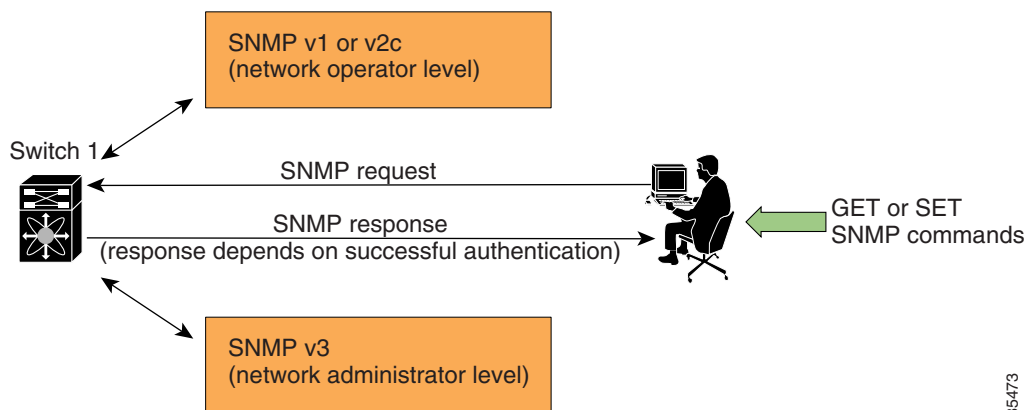 SNMP v1 or v2c
(network operator level)
Switch 1
SNMP request
SNMP response
(response depends on successful authentication)
GET or SET
SNMP commands
SNMP v3
(network administrator level)